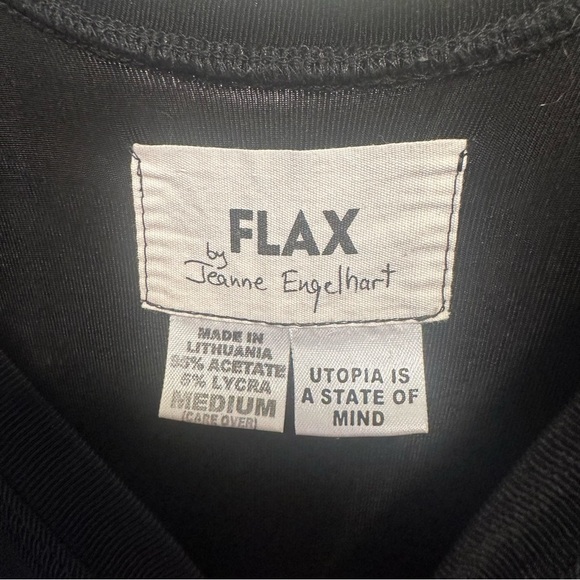 FLAX
by
Jeanne Engelhart
MADE IN
LITHUANIA
95% ACETATE
5% LYCRA
MEDIUM
(CARE OVER)
UTOPIA IS
A STATE OF
MIND